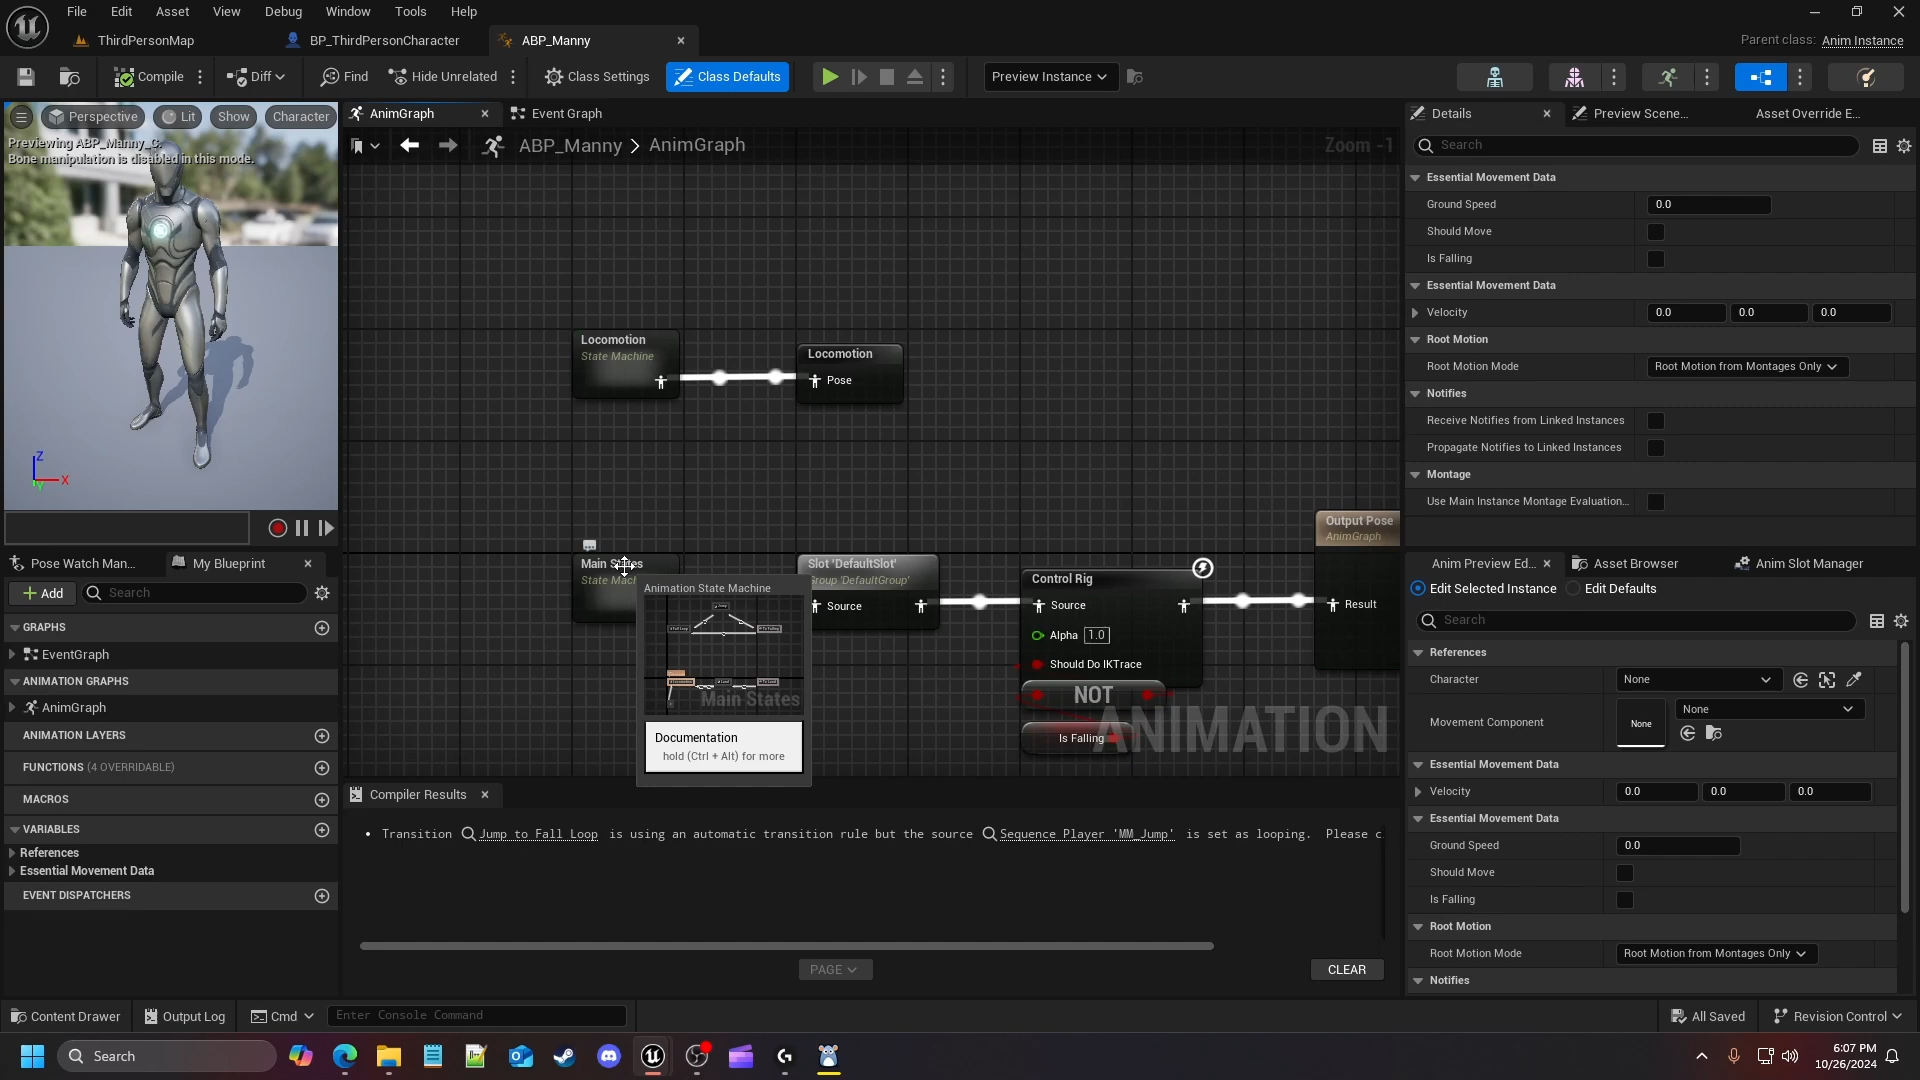 File Edit Asset View Debug Window Tools Help
ThirdPersonMap BP_ThirdPersonCharacter ABP_Manny
Parent class: Anim Instance
Compile Diff Find Hide Unrelated Class Settings Class Defaults Preview Instance
Perspective Lit Show Character
Previewing ABP_Manny_C.
Bone manipulation is disabled in this mode.
Z
X
Y
AnimGraph Event Graph
ABP_Manny > AnimGraph
Zoom -1
Locomotion
State Machine
Locomotion
Pose
Main States
State Mach
Animation State Machine
Main States
Documentation
hold (Ctrl + Alt) for more
Slot 'DefaultSlot'
Group 'DefaultGroup'
Source
Control Rig
Source
Alpha 1.0
Should Do IKTrace
NOT
Is Falling
Output Pose
AnimGraph
Result
ANIMATION
Pose Watch Man... My Blueprint
Add Search
GRAPHS
EventGraph
ANIMATION GRAPHS
AnimGraph
ANIMATION LAYERS
FUNCTIONS (4 OVERRIDABLE)
MACROS
VARIABLES
References
Essential Movement Data
EVENT DISPATCHERS
Compiler Results
• Transition Jump to Fall Loop is using an automatic transition rule but the source Sequence Player 'MM_Jump' is set as looping. Please c
PAGE
CLEAR
Details Preview Scene... Asset Override E...
Search
Essential Movement Data
Ground Speed 0.0
Should Move
Is Falling
Essential Movement Data
Velocity 0.0 0.0 0.0
Root Motion
Root Motion Mode Root Motion from Montages Only
Notifies
Receive Notifies from Linked Instances
Propagate Notifies to Linked Instances
Montage
Use Main Instance Montage Evaluation...
Anim Preview Ed... Asset Browser Anim Slot Manager
Edit Selected Instance Edit Defaults
Search
References
Character None
Movement Component None None
Essential Movement Data
Velocity 0.0 0.0 0.0
Essential Movement Data
Ground Speed 0.0
Should Move
Is Falling
Root Motion
Root Motion Mode Root Motion from Montages Only
Notifies
Content Drawer Output Log Cmd Enter Console Command All Saved Revision Control
Search
6:07 PM
10/26/2024